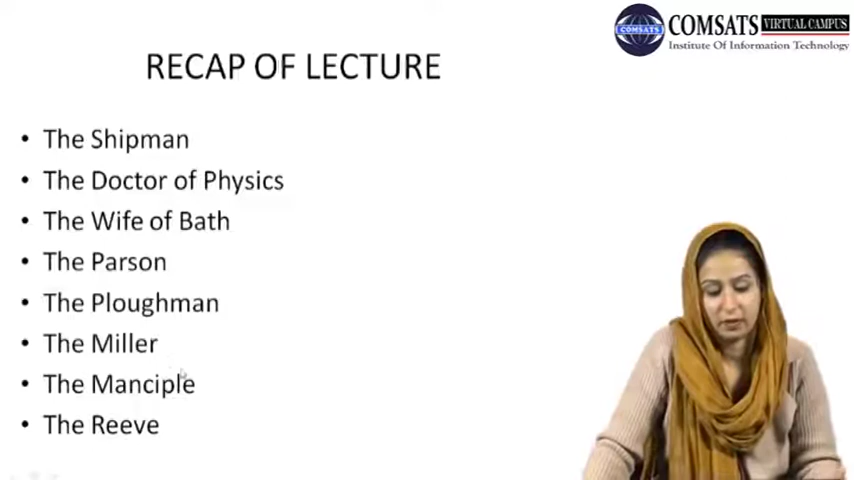 COMSATS VIRTUAL CAMPUS
Institute Of Information Technology
COMSATS
RECAP OF LECTURE
• The Shipman
• The Doctor of Physics
• The Wife of Bath
• The Parson
• The Ploughman
• The Miller
• The Manciple
• The Reeve